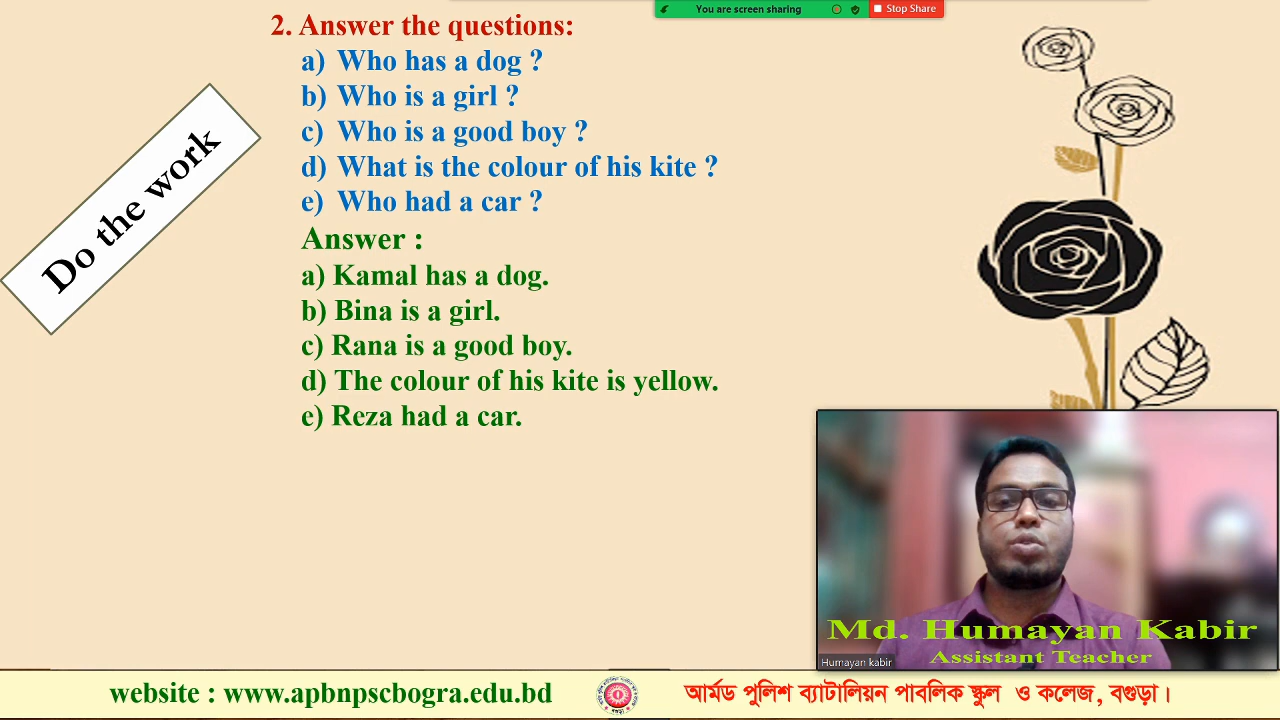 You are screen sharing
Stop Share
2. Answer the questions:
a) Who has a dog ?
b) Who is a girl ?
c) Who is a good boy ?
d) What is the colour of his kite ?
e) Who had a car ?
Answer :
a) Kamal has a dog.
b) Bina is a girl.
c) Rana is a good boy.
d) The colour of his kite is yellow.
e) Reza had a car.
Do the work
Md. Humayan Kabir
Assistant Teacher
Humayan kabir
website : www.apbnpscbogra.edu.bd
আর্মড পুলিশ ব্যাটালিয়ন পাবলিক স্কুল ও কলেজ, বগুড়া।